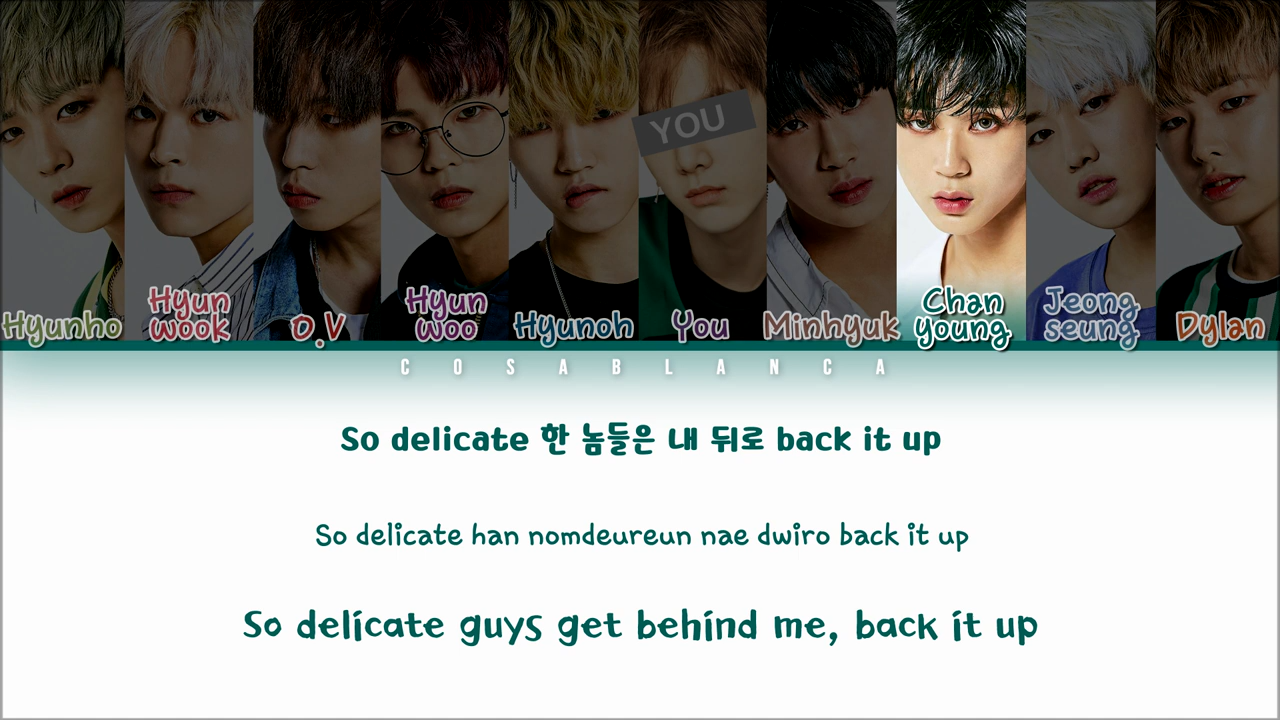 YOU
Hyunho
Hyun
wook
O.V
Hyun
woo
Hyunoh
You
Minhyuk
Chan
young
Jeong
seung
Dylan
COSABLANCA
So delicate 한 놈들은 내 뒤로 back it up
So delicate han nomdeureun nae dwiro back it up
So delicate guys get behind me, back it up